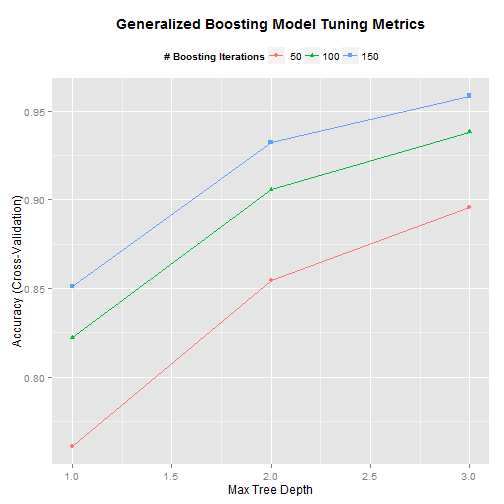 Generalized Boosting Model Tuning Metrics
# Boosting Iterations 50 100 150
Accuracy (Cross-Validation)
0.95
0.90
0.85
0.80
1.0 1.5 2.0 2.5 3.0
Max Tree Depth